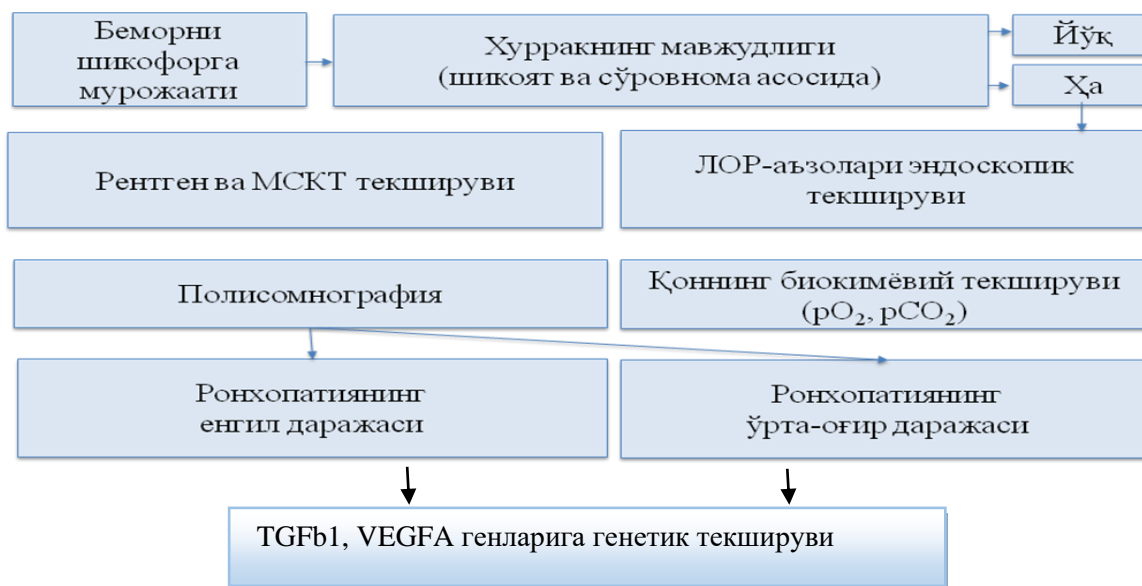 Беморни
шикофорга
мурожаати
Хурракнинг мавжудлиги
(шикоят ва сўровнома асосида)
Йўқ
Ҳа
Рентген ва МСКТ текшируви
ЛОР-аъзолари эндоскопик
текшируви
Полисомнография
Қоннинг биокимёвий текшируви
(pO₂, pCO₂)
Ронхопатиянинг
енгил даражаси
Ронхопатиянинг
ўрта-оғир даражаси
TGFb1, VEGFA генларига генетик текшируви